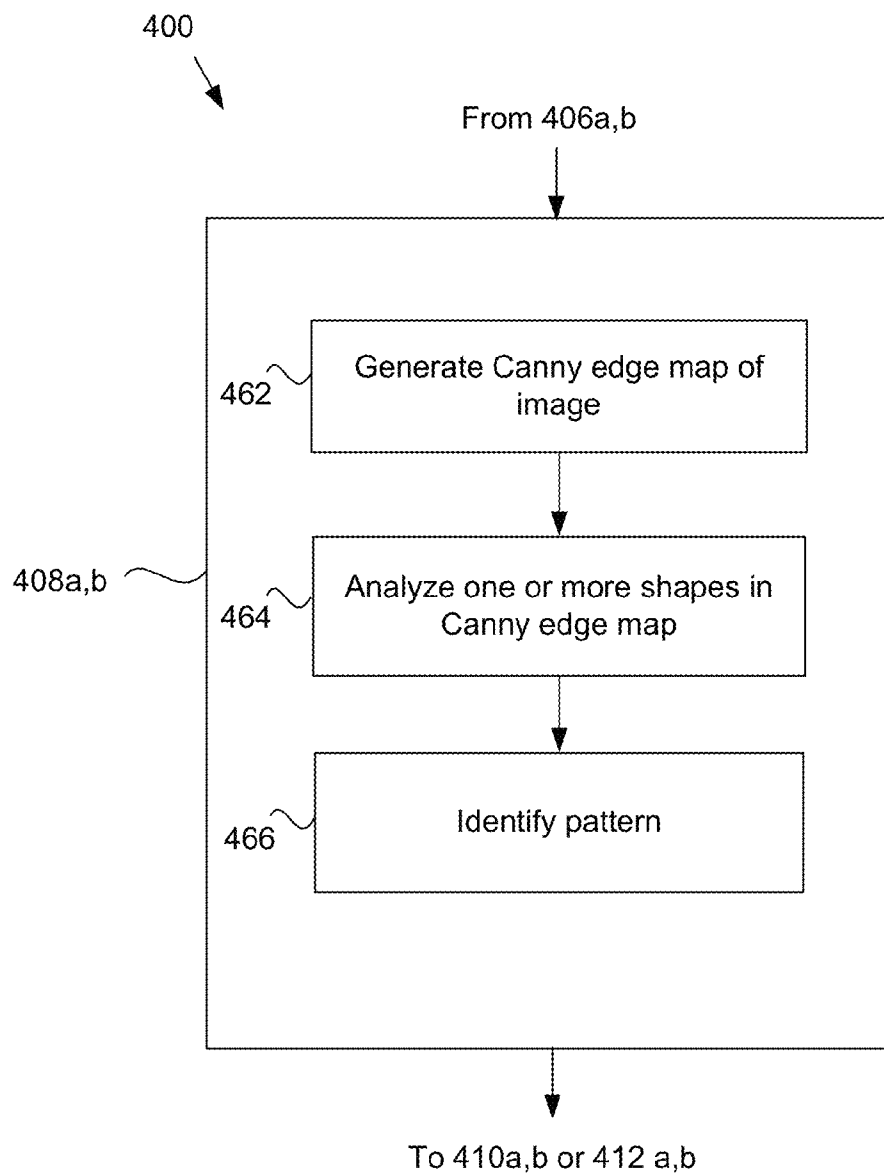 400
From 406a,b
Generate Canny edge map of
image
462
408a,b
Analyze one or more shapes in
Canny edge map
464
Identify pattern
466
To 410a,b or 412 a,b